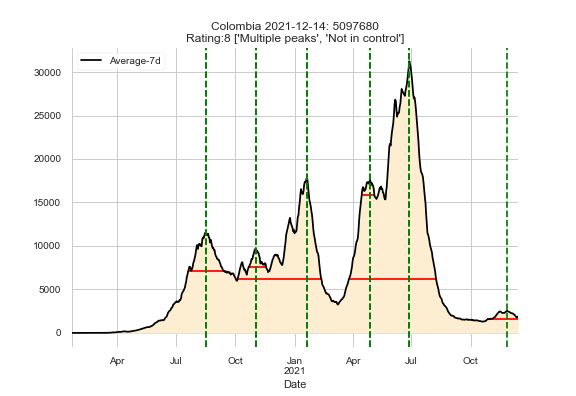 Colombia 2021-12-14: 5097680
Rating:8 ['Multiple peaks', 'Not in control']
Average-7d
30000
25000
20000
15000
10000
5000
0
Apr Jul Oct Jan Apr Jul Oct
2021
Date